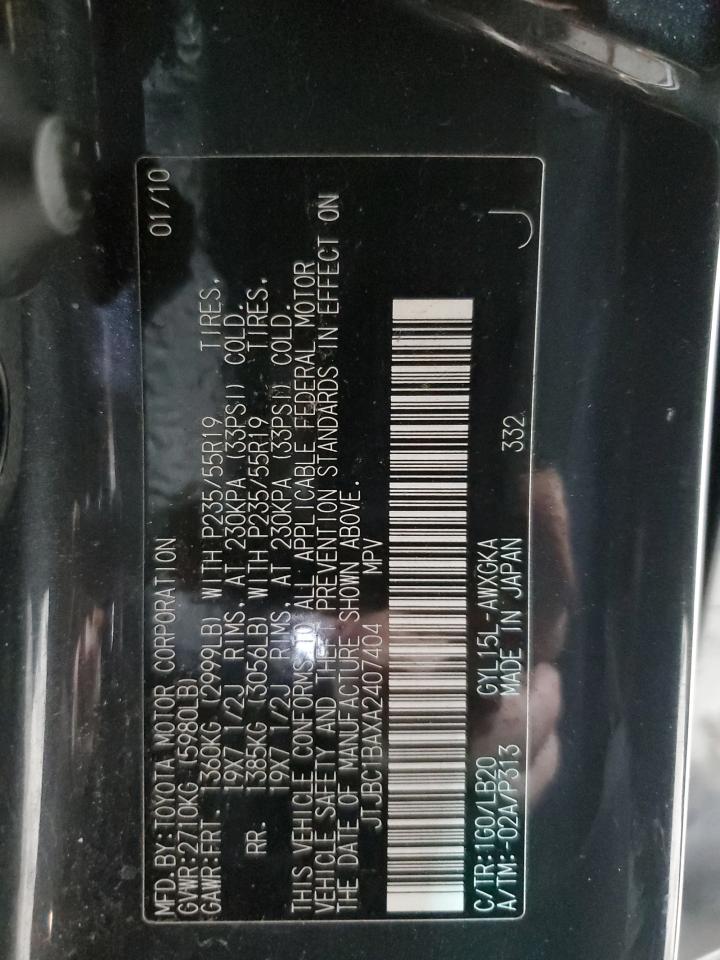 MFD.BY:TOYOTA MOTOR CORPORATION 01/10
GVWR:2710KG (5980LB)
GAWR:FRT. 1360KG (2999LB) WITH P235/55R19 TIRES,
19X7 1/2J RIMS, AT 230KPA (33PSI) COLD.
RR. 1385KG (3056LB) WITH P235/55R19 TIRES,
19X7 1/2J RIMS, AT 230KPA (33PSI) COLD.
THIS VEHICLE CONFORMS TO ALL APPLICABLE FEDERAL MOTOR
VEHICLE SAFETY AND THEFT PREVENTION STANDARDS IN EFFECT ON
THE DATE OF MANUFACTURE SHOWN ABOVE.
JTJBC1BAXA2407404 MPV
C/TR:1G0/LB20 GYL15L-AWXGKA
A/TM:-02A/P313 MADE IN JAPAN 332 J